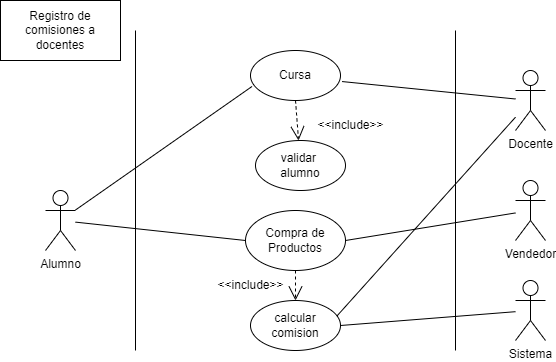 Registro de
comisiones a
docentes
Cursa
<<include>>
validar
alumno
Docente
Alumno
Compra de
Productos
Vendedor
<<include>>
calcular
comision
Sistema